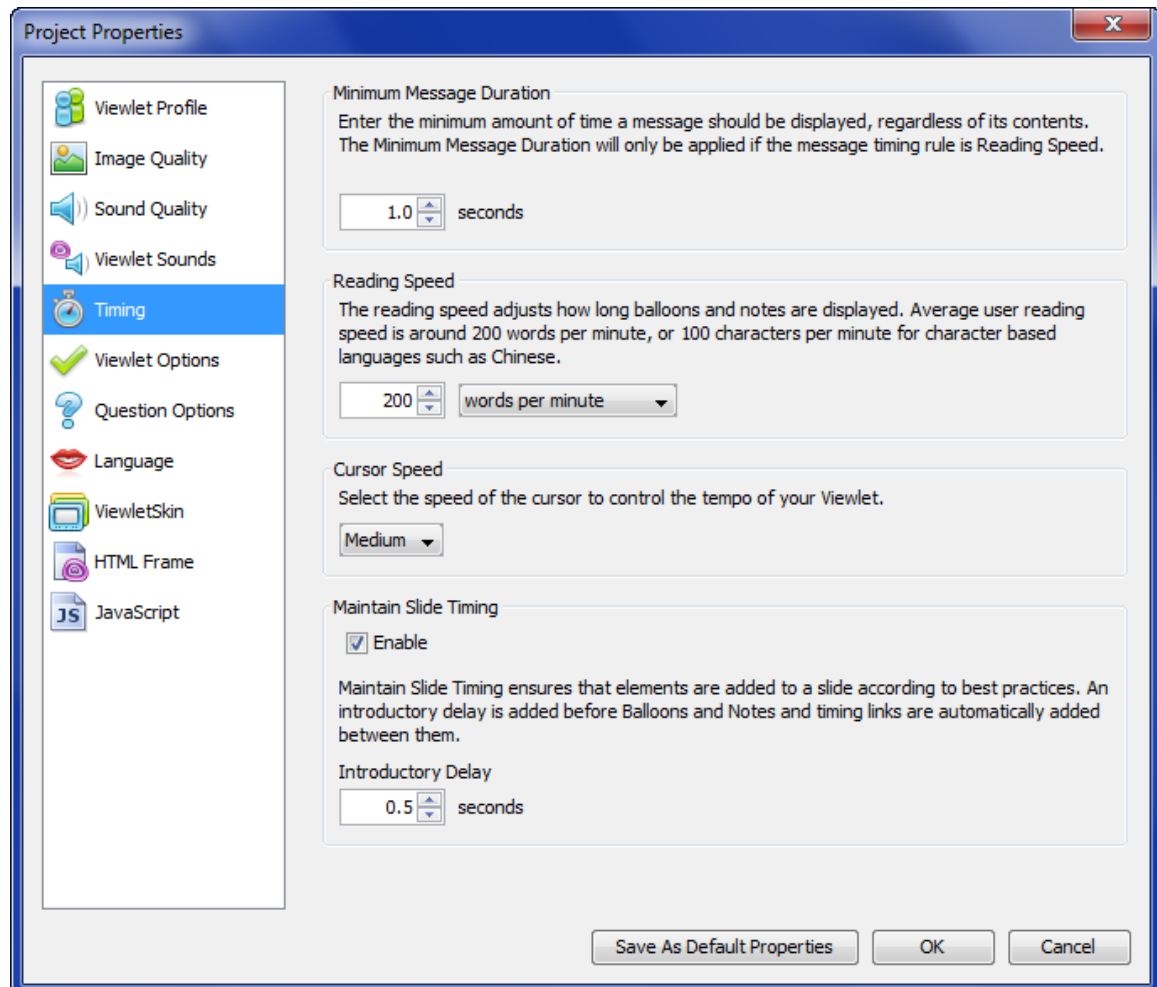 Project Properties
Viewlet Profile
Image Quality
Sound Quality
Viewlet Sounds
Timing
Viewlet Options
Question Options
Language
ViewletSkin
HTML Frame
JS JavaScript
Minimum Message Duration
Enter the minimum amount of time a message should be displayed, regardless of its contents.
The Minimum Message Duration will only be applied if the message timing rule is Reading Speed.
1.0 seconds
Reading Speed
The reading speed adjusts how long balloons and notes are displayed. Average user reading
speed is around 200 words per minute, or 100 characters per minute for character based
languages such as Chinese.
200 words per minute
Cursor Speed
Select the speed of the cursor to control the tempo of your Viewlet.
Medium
Maintain Slide Timing
Enable
Maintain Slide Timing ensures that elements are added to a slide according to best practices. An
introductory delay is added before Balloons and Notes and timing links are automatically added
between them.
Introductory Delay
0.5 seconds
Save As Default Properties OK Cancel